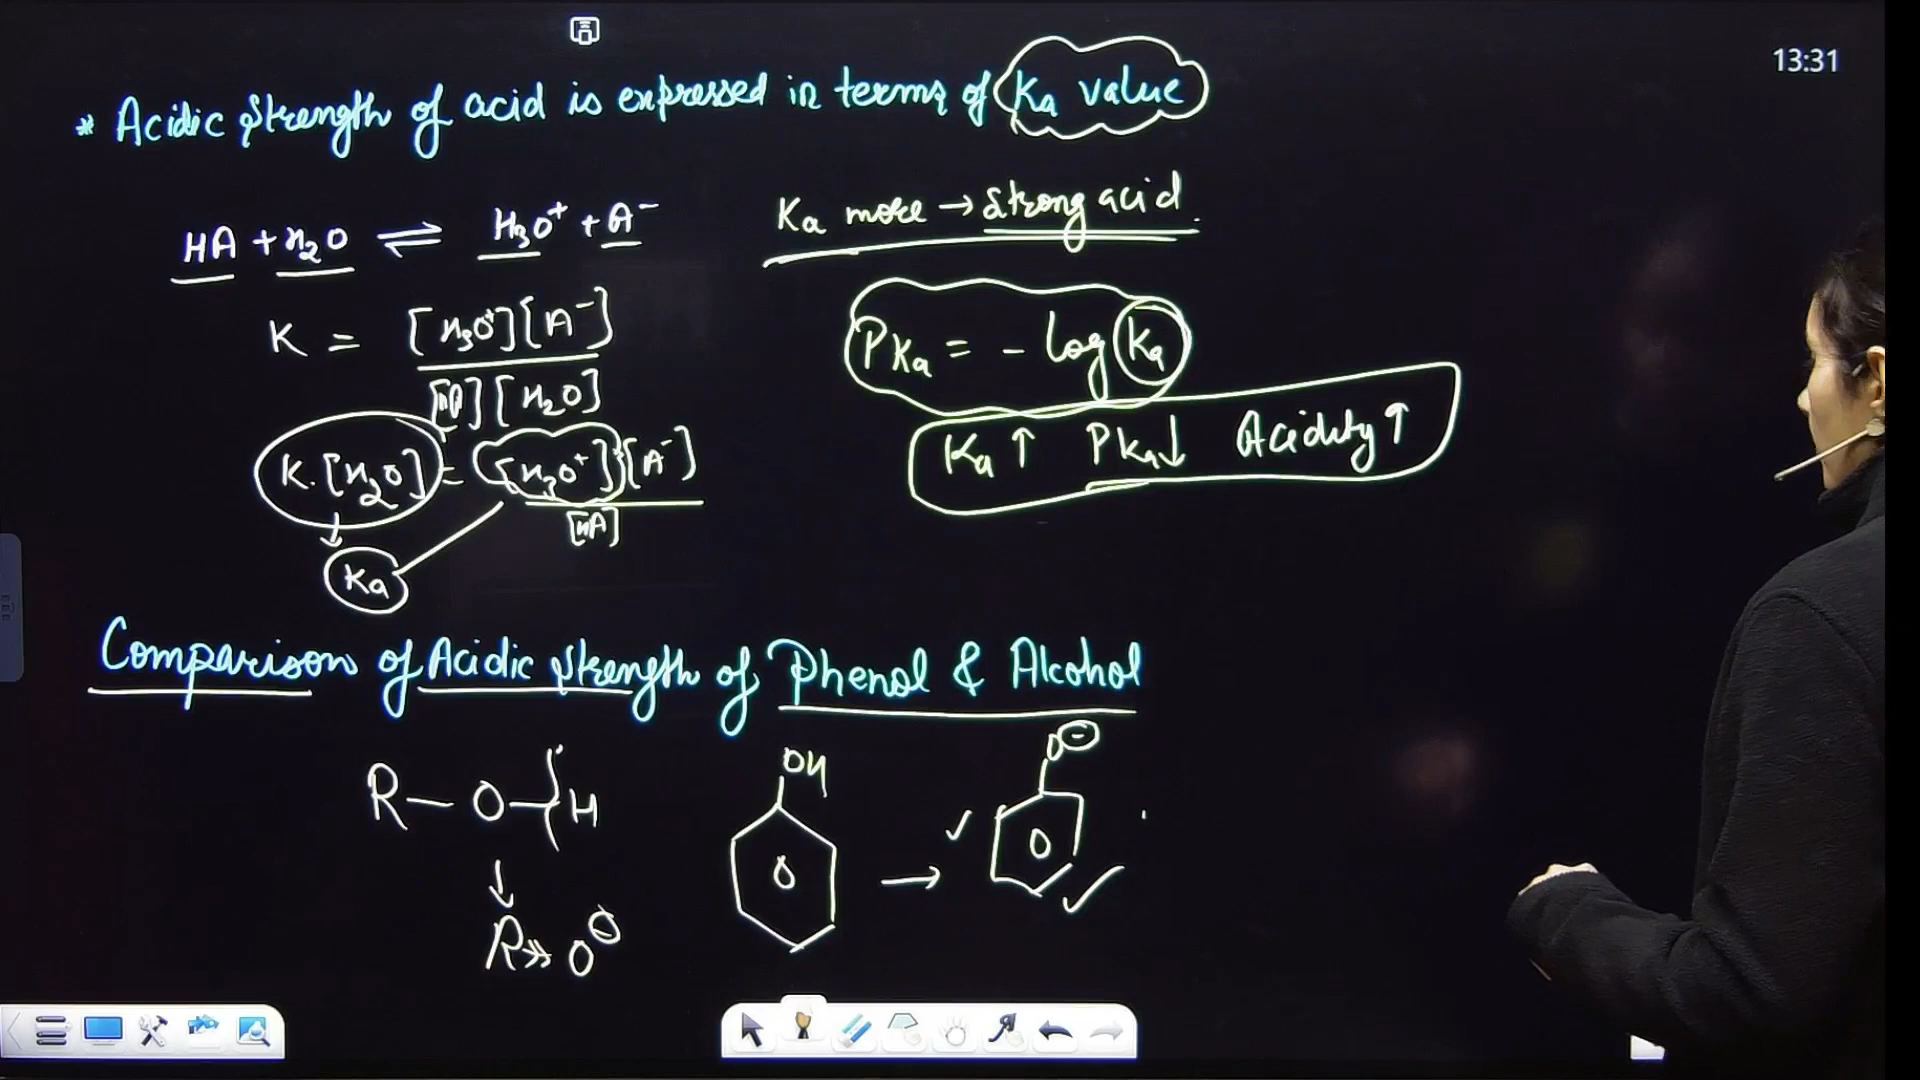 13:31
* Acidic Strength of acid is expressed in terms of Ka value
HA + H2O ⇌ H3O+ + A−
Ka more → Strong acid.
K = [H3O+][A−]
[HA][H2O]
PKa = − log Ka
Ka ↑ PKa ↓ Acidity ↑
K.[H2O] = [H3O+][A−]
[HA]
Ka
Comparison of Acidic Strength of Phenol & Alcohol
R — O — H
OH
O−
R O−